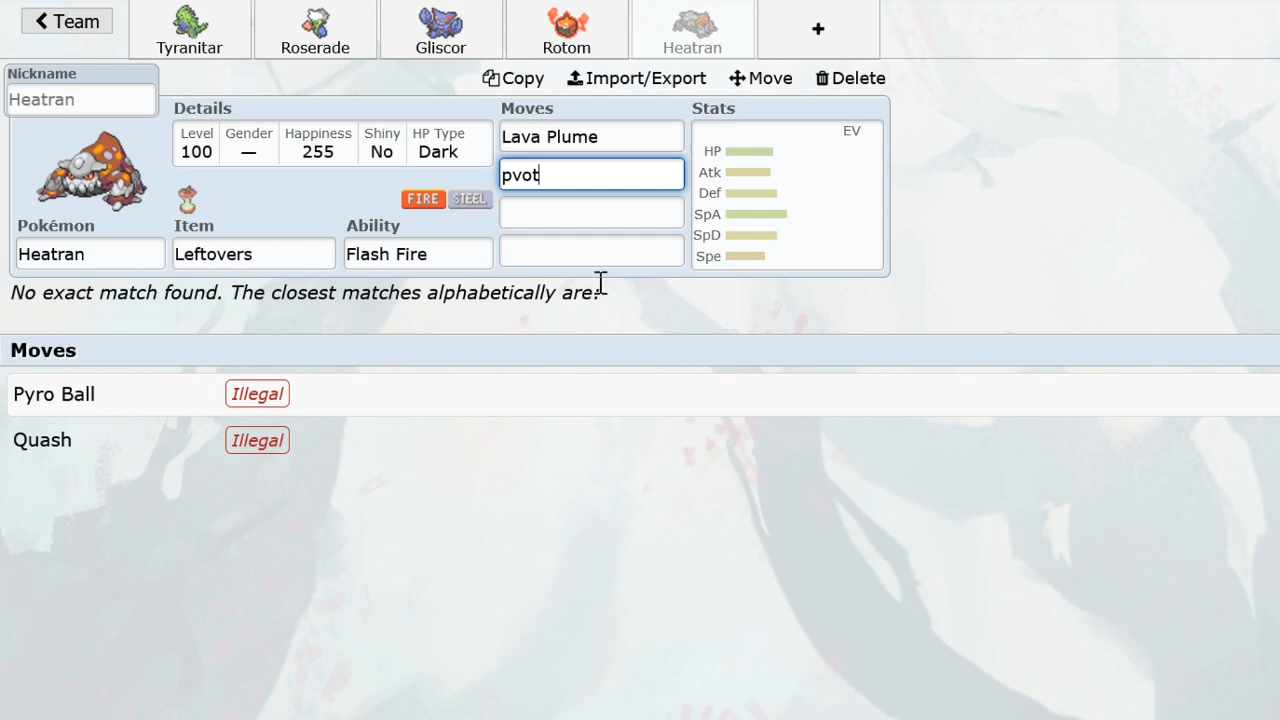 Team
Tyranitar
Roserade
Gliscor
Rotom
Heatran
+
Nickname
Heatran
Copy
Import/Export
Move
Delete
Details
Level
100
Gender
—
Happiness
255
Shiny
No
HP Type
Dark
FIRE
STEEL
Pokémon
Heatran
Item
Leftovers
Ability
Flash Fire
Moves
Lava Plume
pvot
Stats
EV
HP
Atk
Def
SpA
SpD
Spe
No exact match found. The closest matches alphabetically are:
Moves
Pyro Ball Illegal
Quash Illegal